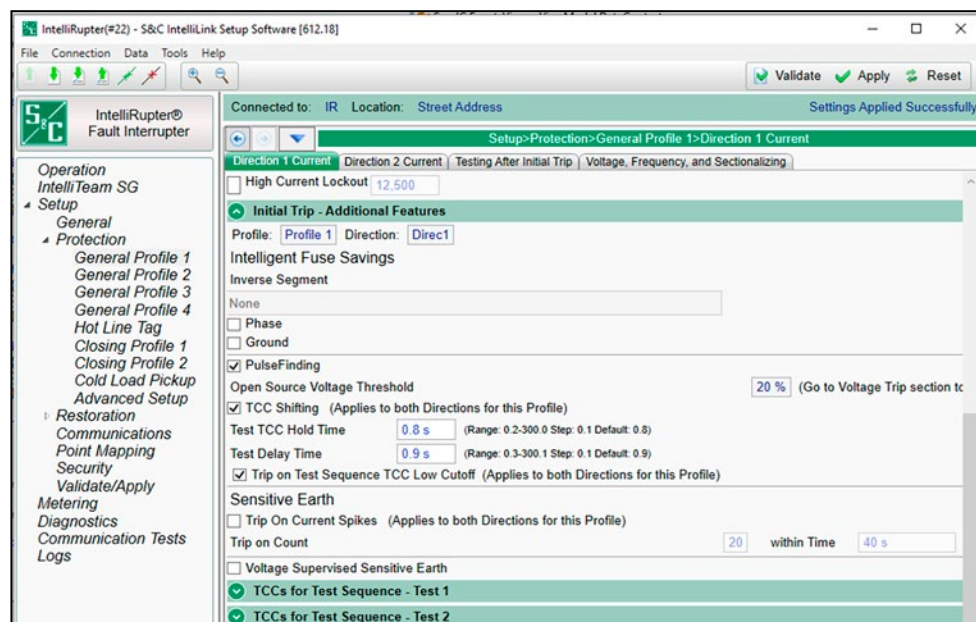 IntelliRupter(#22) - S&C IntelliLink Setup Software [612.18]
File Connection Data Tools Help
Validate Apply Reset
S&C IntelliRupter®
Fault Interrupter
Connected to: IR Location: Street Address Settings Applied Successfully
Setup>Protection>General Profile 1>Direction 1 Current
Direction 1 Current Direction 2 Current Testing After Initial Trip Voltage, Frequency, and Sectionalizing
Operation
IntelliTeam SG
Setup
General
Protection
General Profile 1
General Profile 2
General Profile 3
General Profile 4
Hot Line Tag
Closing Profile 1
Closing Profile 2
Cold Load Pickup
Advanced Setup
Restoration
Communications
Point Mapping
Security
Validate/Apply
Metering
Diagnostics
Communication Tests
Logs
High Current Lockout 12,500
Initial Trip - Additional Features
Profile: Profile 1 Direction: Direc1
Intelligent Fuse Savings
Inverse Segment
None
Phase
Ground
PulseFinding
Open Source Voltage Threshold 20 % (Go to Voltage Trip section to
TCC Shifting (Applies to both Directions for this Profile)
Test TCC Hold Time 0.8 s (Range: 0.2-300.0 Step: 0.1 Default: 0.8)
Test Delay Time 0.9 s (Range: 0.3-300.1 Step: 0.1 Default: 0.9)
Trip on Test Sequence TCC Low Cutoff (Applies to both Directions for this Profile)
Sensitive Earth
Trip On Current Spikes (Applies to both Directions for this Profile)
Trip on Count 20 within Time 40 s
Voltage Supervised Sensitive Earth
TCCs for Test Sequence - Test 1
TCCs for Test Sequence - Test 2